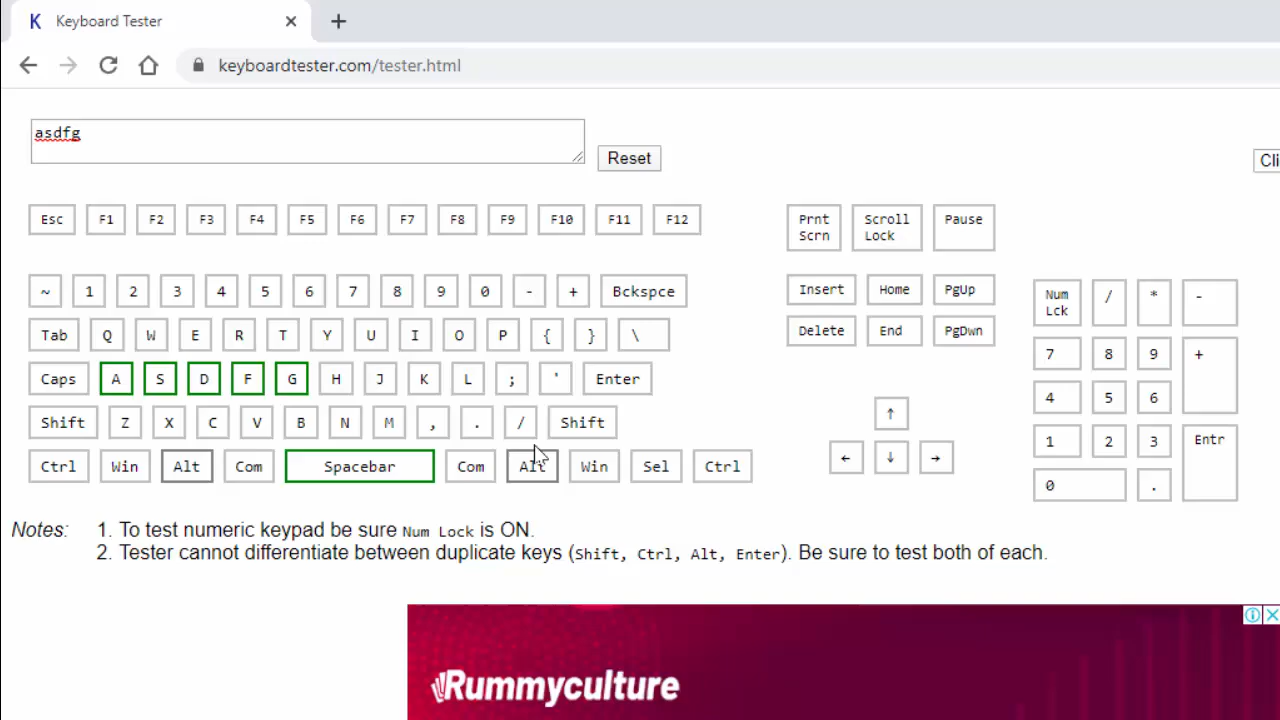 K Keyboard Tester × +
keyboardtester.com/tester.html
asdfg
Reset
Cli
Esc F1 F2 F3 F4 F5 F6 F7 F8 F9 F10 F11 F12
Prnt Scrn
Scroll Lock
Pause
~ 1 2 3 4 5 6 7 8 9 0 - + Bckspce
Insert Home PgUp
Num Lck / * -
Tab Q W E R T Y U I O P { } \
Delete End PgDwn
7 8 9 +
Caps A S D F G H J K L ; ' Enter
4 5 6
Shift Z X C V B N M , . / Shift
↑
1 2 3 Entr
Ctrl Win Alt Com Spacebar Com Alt Win Sel Ctrl
← ↓ →
0 .
Notes: 1. To test numeric keypad be sure Num Lock is ON.
2. Tester cannot differentiate between duplicate keys (Shift, Ctrl, Alt, Enter). Be sure to test both of each.
Rummyculture